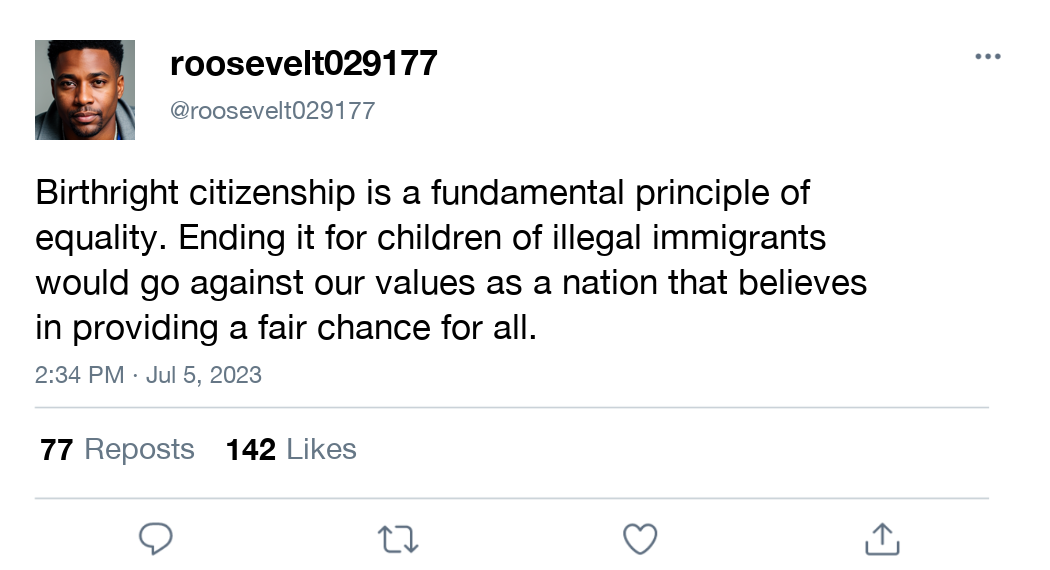 roosevelt029177
@roosevelt029177
Birthright citizenship is a fundamental principle of
equality. Ending it for children of illegal immigrants
would go against our values as a nation that believes
in providing a fair chance for all.
2:34 PM · Jul 5, 2023
77 Reposts 142 Likes